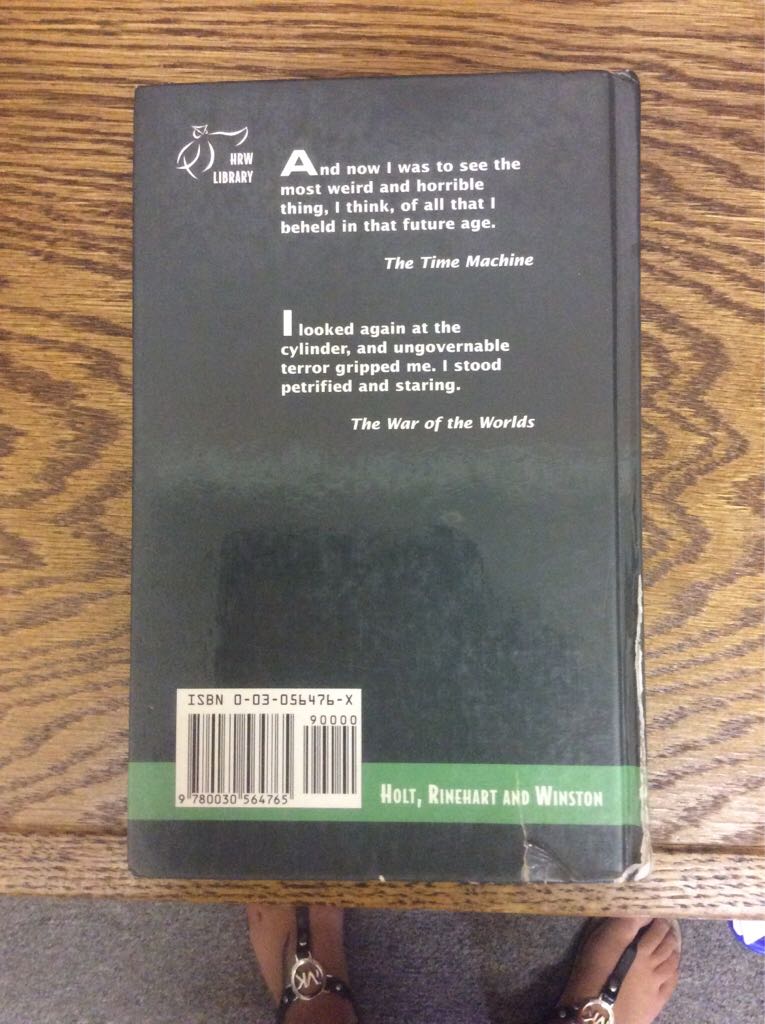 HRW
LIBRARY
And now I was to see the
most weird and horrible
thing, I think, of all that I
beheld in that future age.
The Time Machine
I looked again at the
cylinder, and ungovernable
terror gripped me. I stood
petrified and staring.
The War of the Worlds
ISBN 0-03-056476-X
90000
9 780030 564765
HOLT, RINEHART AND WINSTON
MK